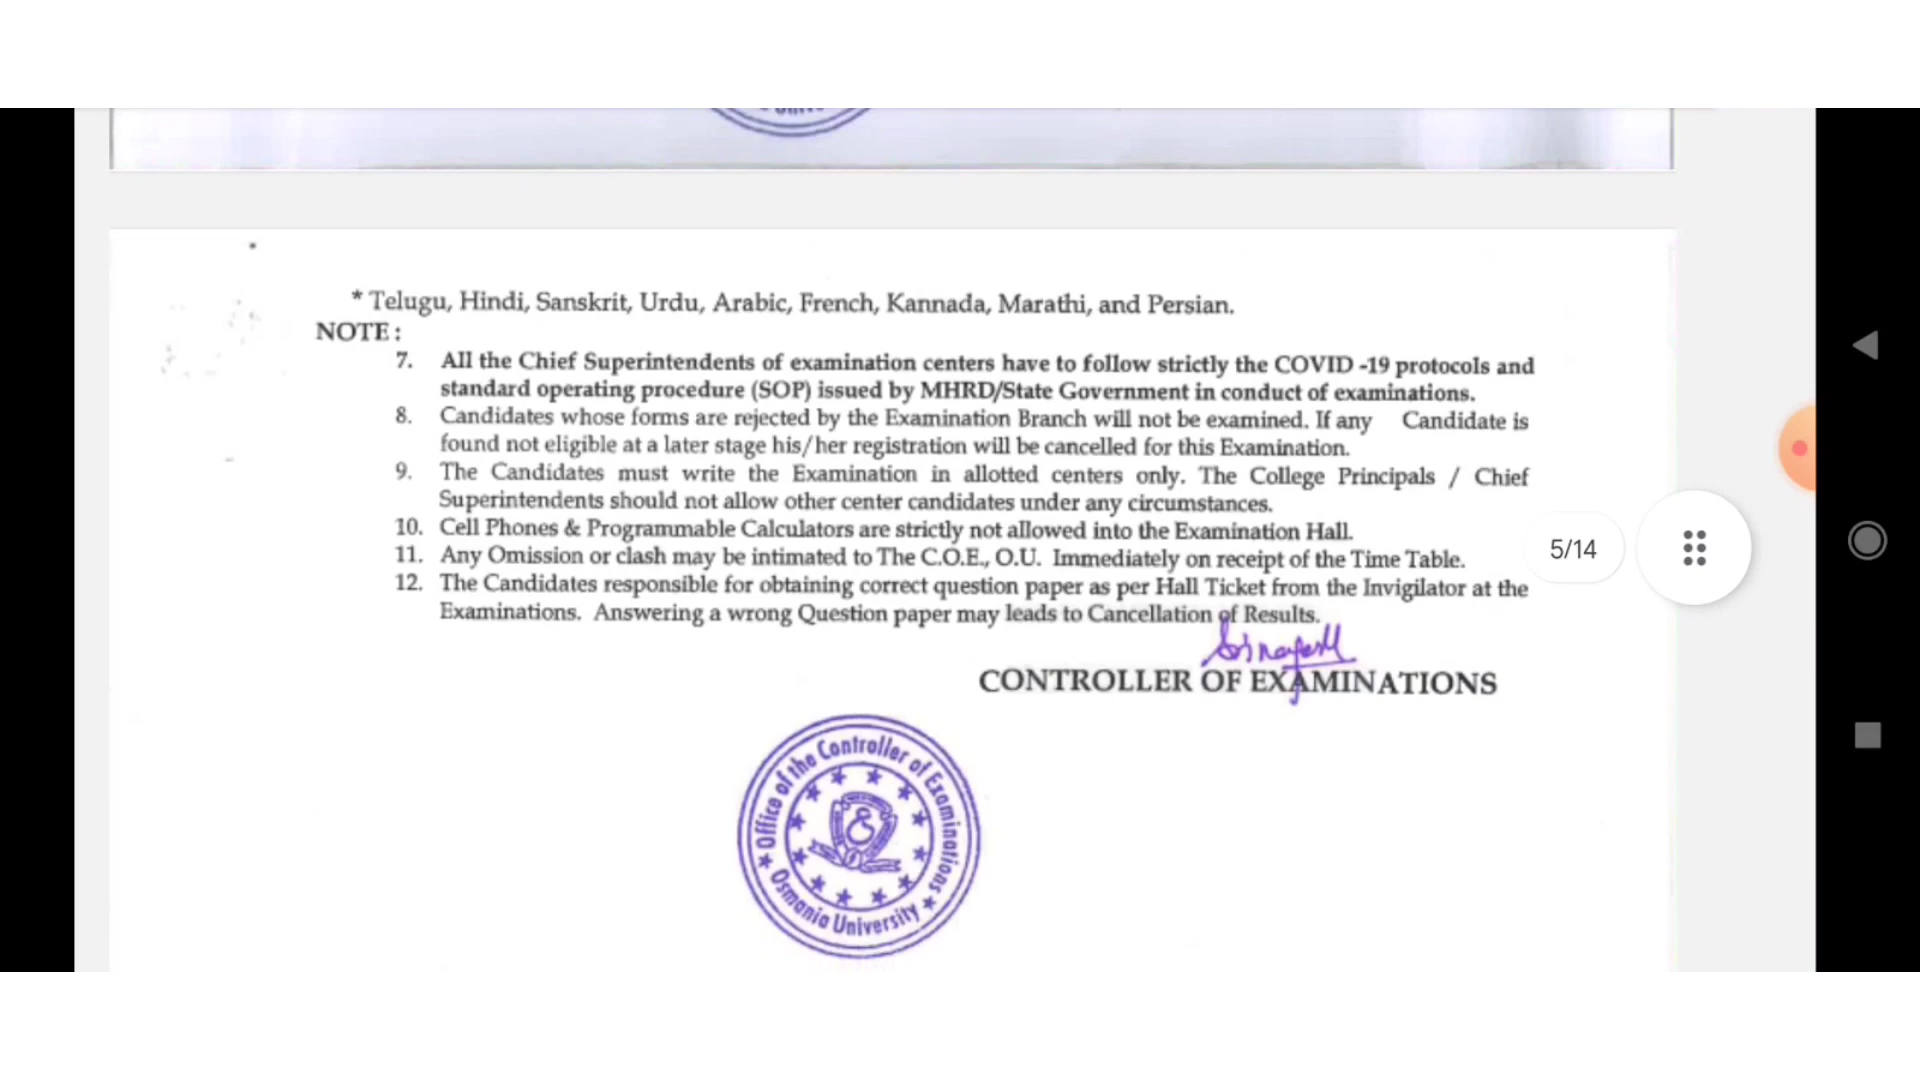 * Telugu, Hindi, Sanskrit, Urdu, Arabic, French, Kannada, Marathi, and Persian.
NOTE :
7. All the Chief Superintendents of examination centers have to follow strictly the COVID -19 protocols and
standard operating procedure (SOP) issued by MHRD/State Government in conduct of examinations.
8. Candidates whose forms are rejected by the Examination Branch will not be examined. If any Candidate is
found not eligible at a later stage his/her registration will be cancelled for this Examination.
9. The Candidates must write the Examination in allotted centers only. The College Principals / Chief
Superintendents should not allow other center candidates under any circumstances.
10. Cell Phones & Programmable Calculators are strictly not allowed into the Examination Hall.
5/14
11. Any Omission or clash may be intimated to The C.O.E., O.U. Immediately on receipt of the Time Table.
12. The Candidates responsible for obtaining correct question paper as per Hall Ticket from the Invigilator at the
Examinations. Answering a wrong Question paper may leads to Cancellation of Results.
CONTROLLER OF EXAMINATIONS
Office of the Controller of Examinations
Osmania University